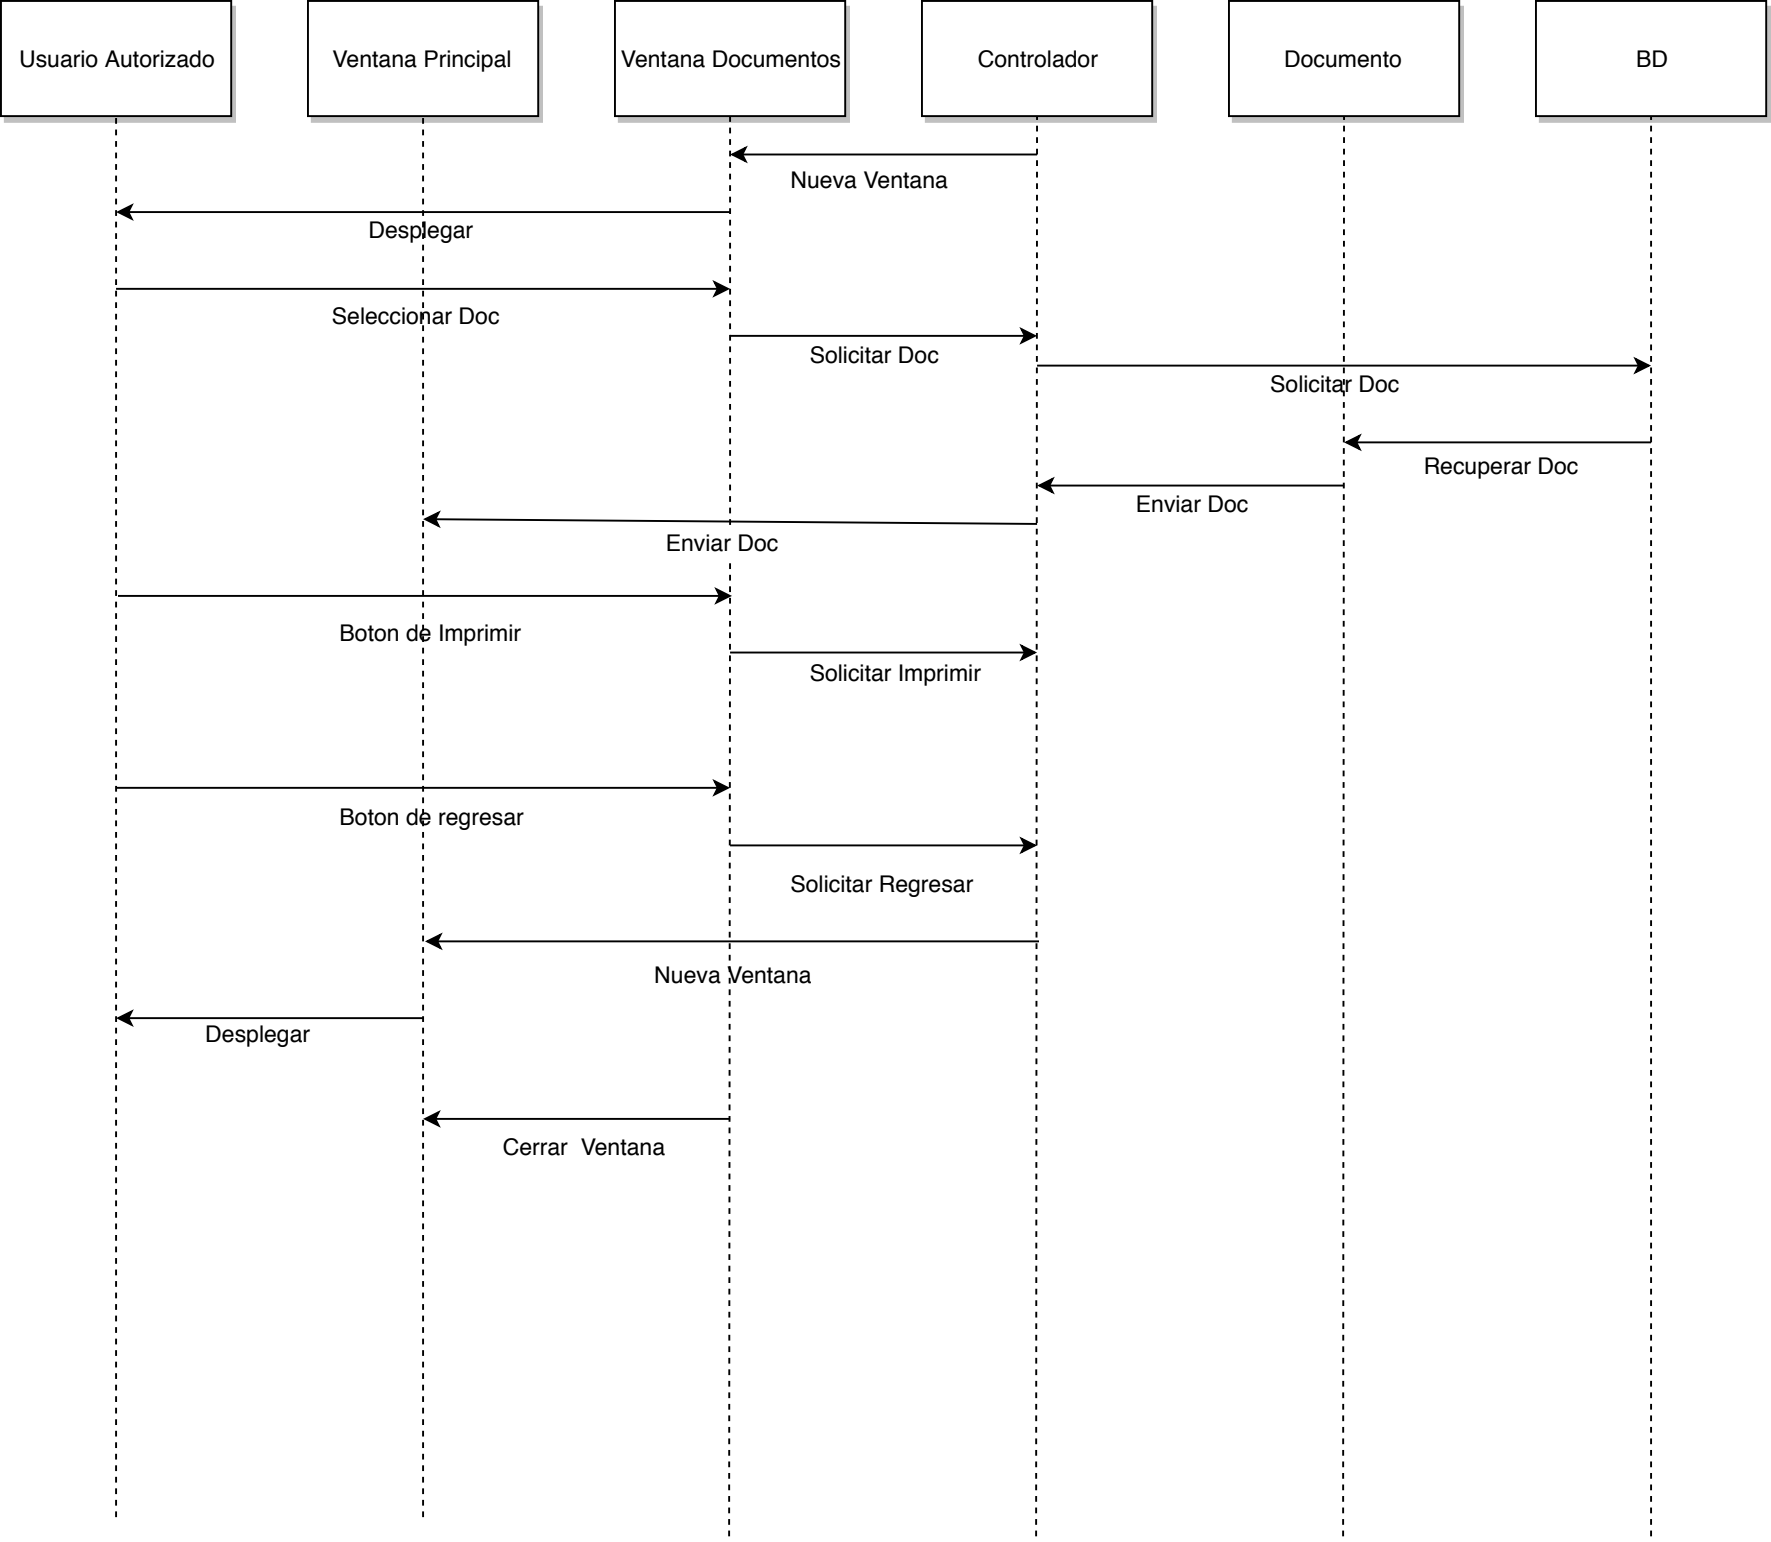 Usuario Autorizado
Ventana Principal
Ventana Documentos
Controlador
Documento
BD
Nueva Ventana
Desplegar
Seleccionar Doc
Solicitar Doc
Solicitar Doc
Recuperar Doc
Enviar Doc
Enviar Doc
Boton de Imprimir
Solicitar Imprimir
Boton de regresar
Solicitar Regresar
Nueva Ventana
Desplegar
Cerrar  Ventana